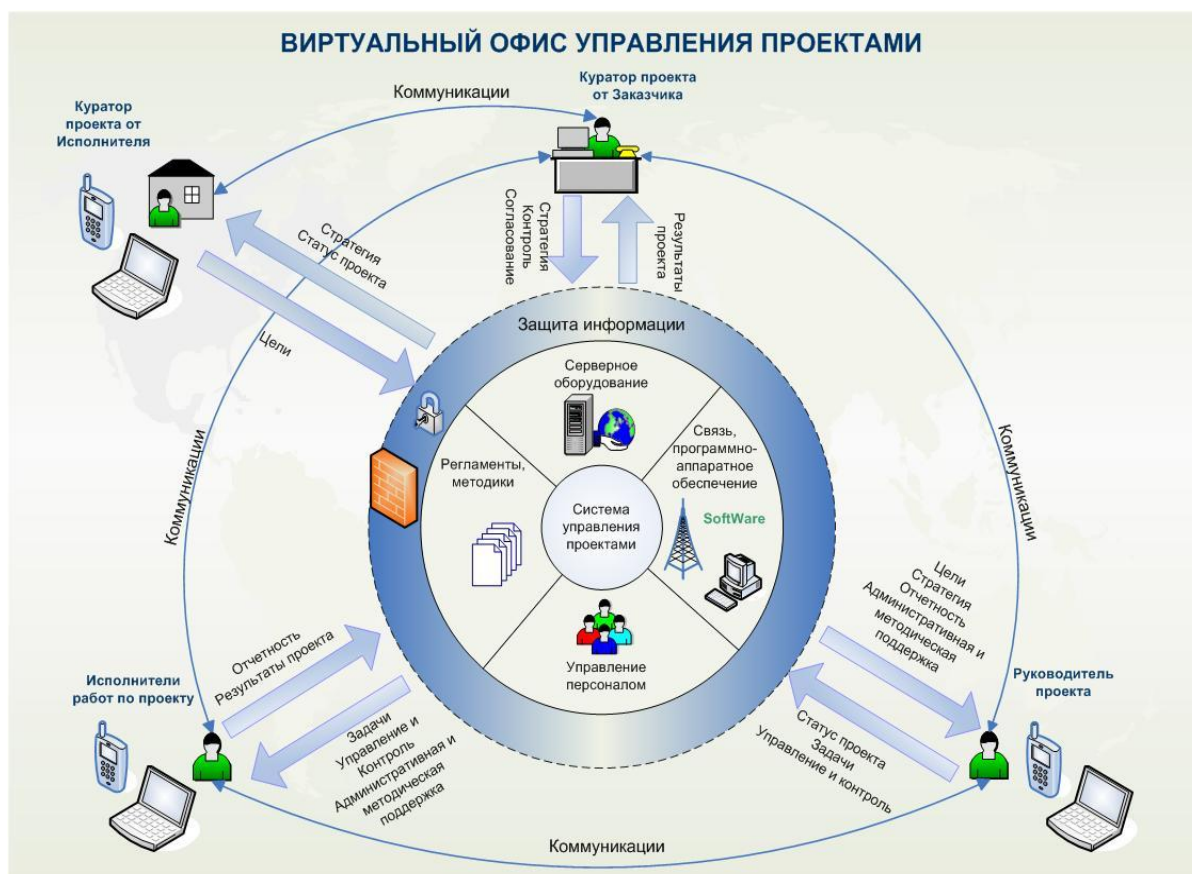 ВИРТУАЛЬНЫЙ ОФИС УПРАВЛЕНИЯ ПРОЕКТАМИ
Куратор проекта
от Заказчика
Коммуникации
Куратор
проекта от
Исполнителя
Стратегия
Статус проекта
Цели
Стратегия
Контроль
Согласование
Результаты
проекта
Защита информации
Серверное
оборудование
Связь,
программно-
аппаратное
обеспечение
SoftWare
Регламенты,
методики
Система
управления
проектами
Управление
персоналом
Коммуникации
Коммуникации
Отчетность
Результаты проекта
Исполнители
работ по проекту
Задачи
Управление и
Контроль
Административная и
методическая
поддержка
Цели
Стратегия
Отчетность
Административная и
методическая
поддержка
Руководитель
проекта
Статус проекта
Задачи
Управление и контроль
Коммуникации